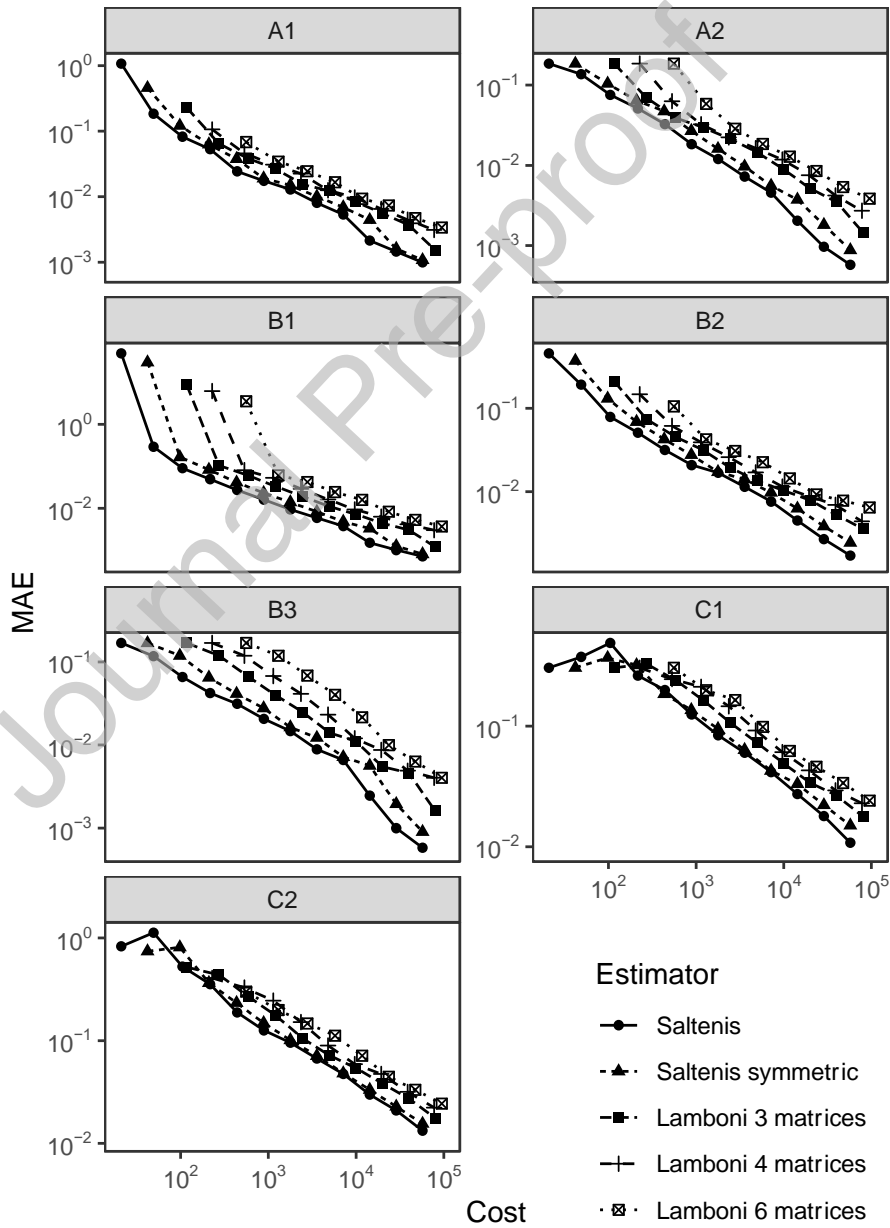 A1
A2
10^0
10^-1
10^-2
10^-3
10^-1
10^-2
10^-3
B1
B2
10^0
10^-2
10^-1
10^-2
B3
C1
10^-1
10^-2
10^-3
10^-1
10^-2
10^2 10^3 10^4 10^5
C2
10^0
10^-1
10^-2
10^2 10^3 10^4 10^5
MAE
Cost
Estimator
Saltenis
Saltenis symmetric
Lamboni 3 matrices
Lamboni 4 matrices
Lamboni 6 matrices
Journal Pre-proof